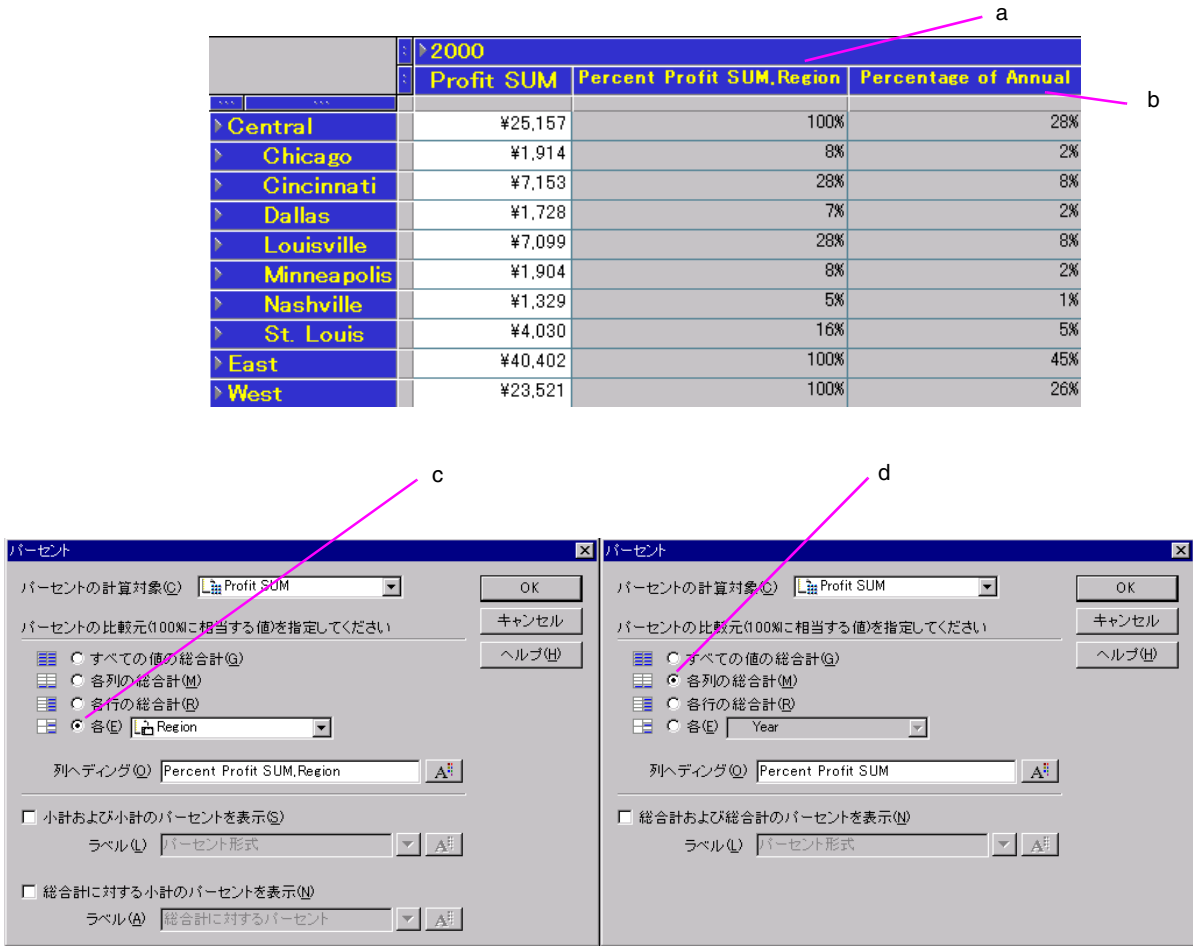 a
2000
Profit SUM Percent Profit SUM,Region Percentage of Annual
b
Central ¥25,157 100% 28%
Chicago ¥1,914 8% 2%
Cincinnati ¥7,153 28% 8%
Dallas ¥1,728 7% 2%
Louisville ¥7,099 28% 8%
Minneapolis ¥1,904 8% 2%
Nashville ¥1,329 5% 1%
St. Louis ¥4,030 16% 5%
East ¥40,402 100% 45%
West ¥23,521 100% 26%
c
d
パーセント
パーセントの計算対象(C) Profit SUM OK
パーセントの比較元(100%に相当する値)を指定してください キャンセル
すべての値の総合計(G) ヘルプ(H)
各列の総合計(M)
各行の総合計(R)
各(E) Region
列ヘディング(O) Percent Profit SUM,Region A
小計および小計のパーセントを表示(S)
ラベル(L) パーセント形式 A
総合計に対する小計のパーセントを表示(N)
ラベル(A) 総合計に対するパーセント A
パーセント
パーセントの計算対象(C) Profit SUM OK
パーセントの比較元(100%に相当する値)を指定してください キャンセル
すべての値の総合計(G) ヘルプ(H)
各列の総合計(M)
各行の総合計(R)
各(E) Year
列ヘディング(O) Percent Profit SUM A
総合計および総合計のパーセントを表示(N)
ラベル(L) パーセント形式 A